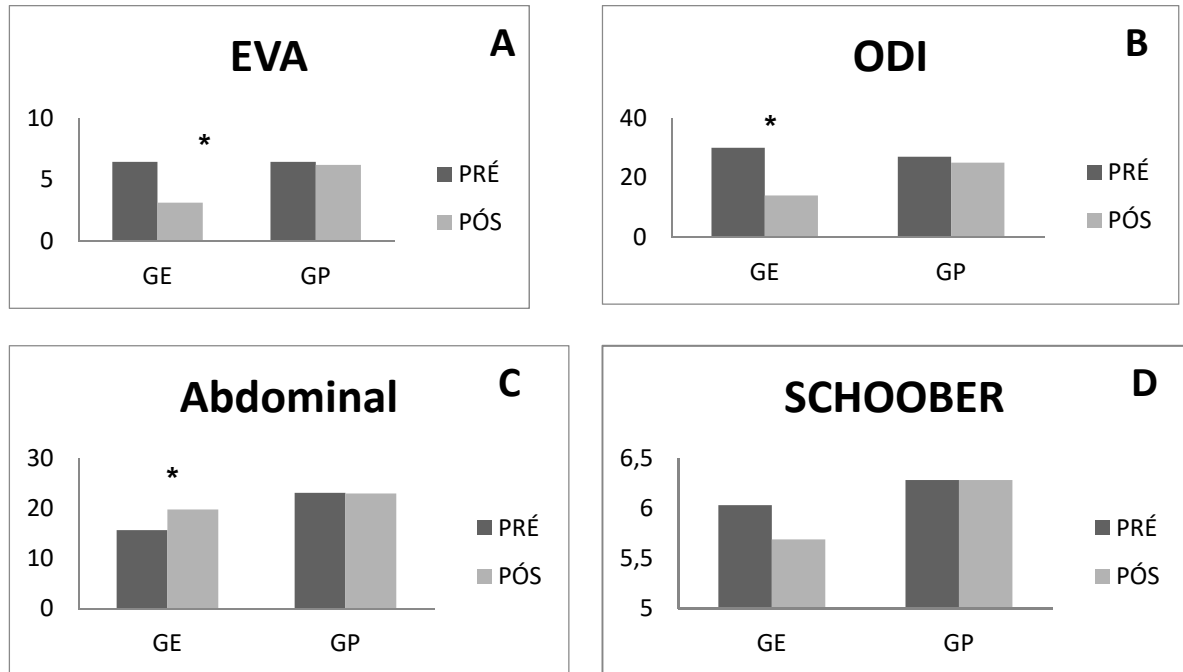 A
EVA
10
5
0
*
GE
GP
PRÉ
PÓS
B
ODI
40
20
0
*
GE
GP
PRÉ
PÓS
C
Abdominal
30
20
10
0
*
GE
GP
PRÉ
PÓS
D
SCHOOBER
6,5
6
5,5
5
GE
GP
PRÉ
PÓS